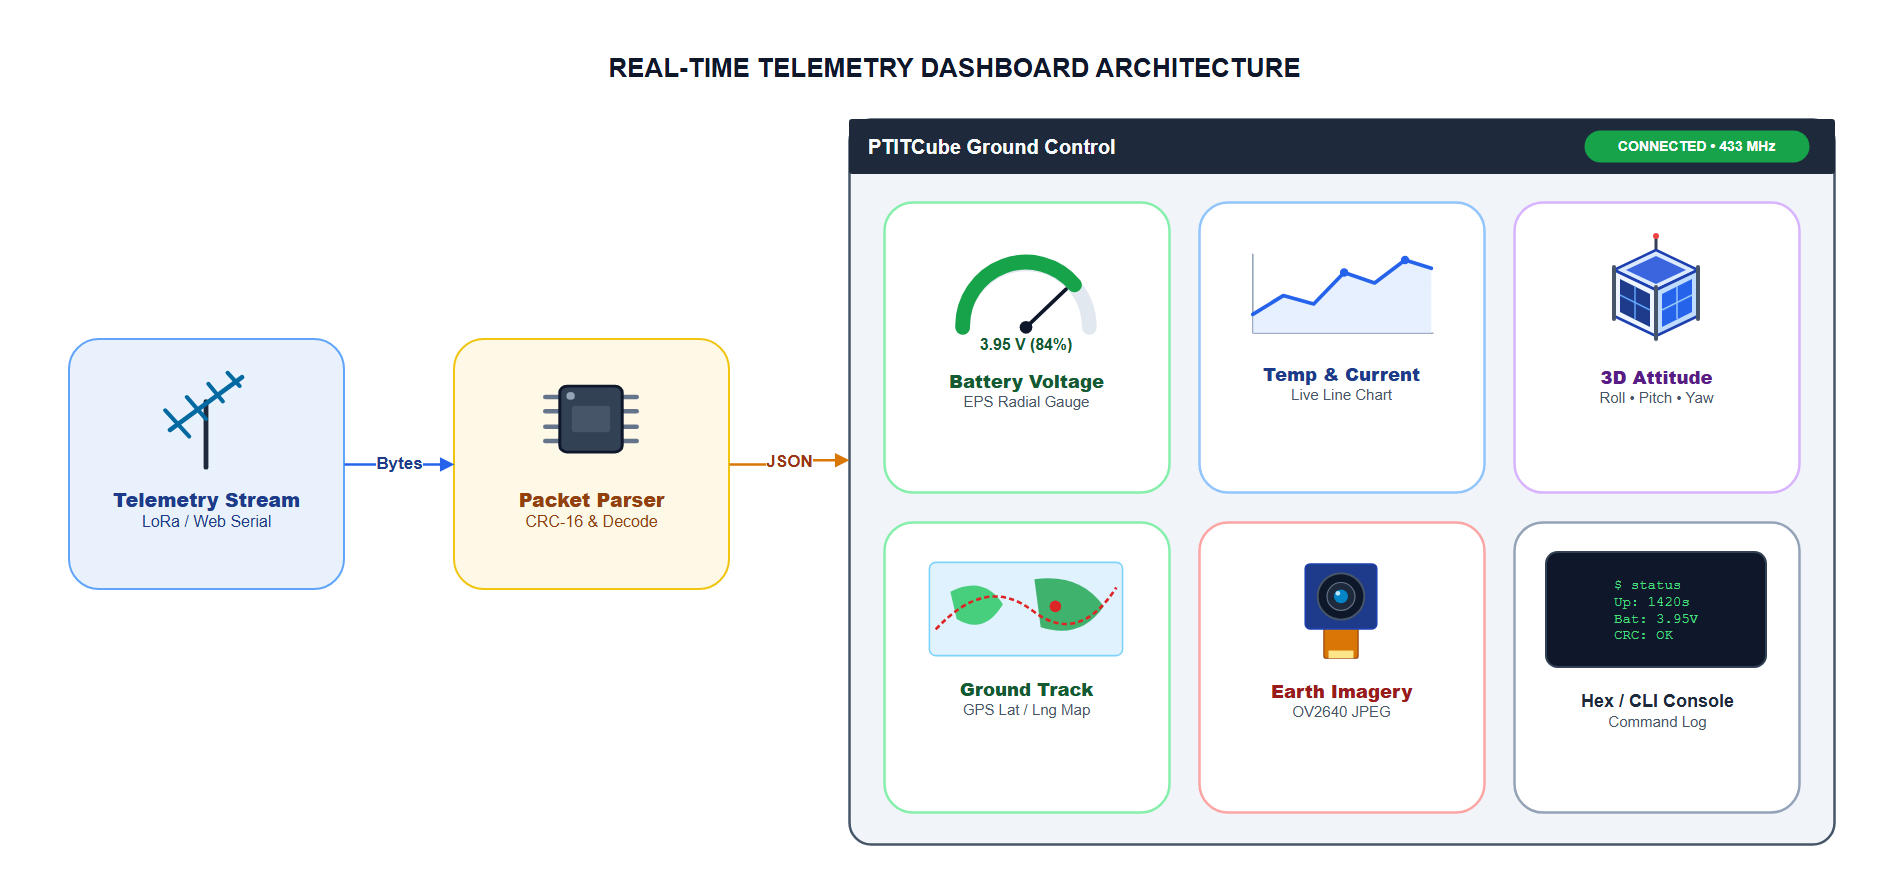 REAL-TIME TELEMETRY DASHBOARD ARCHITECTURE
PTITCube Ground Control
CONNECTED • 433 MHz
Telemetry Stream
LoRa / Web Serial
Bytes
Packet Parser
CRC-16 & Decode
JSON
3.95 V (84%)
Battery Voltage
EPS Radial Gauge
Temp & Current
Live Line Chart
3D Attitude
Roll • Pitch • Yaw
Ground Track
GPS Lat / Lng Map
Earth Imagery
OV2640 JPEG
$ status
Up: 1420s
Bat: 3.95V
CRC: OK
Hex / CLI Console
Command Log